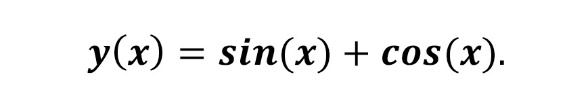 y(x) = sin(x) + cos(x).